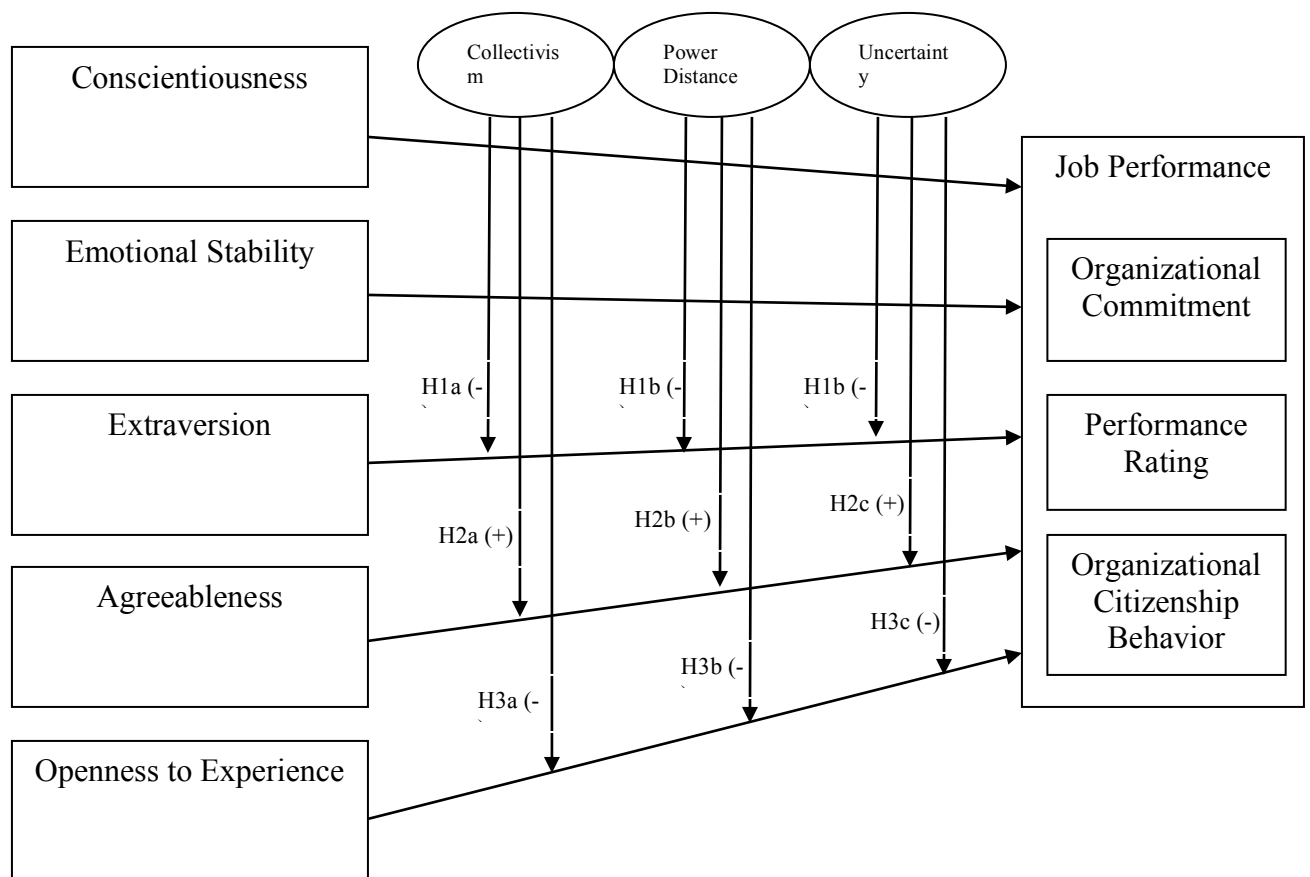 Collectivis
m
Power
Distance
Uncertaint
y
Conscientiousness
Emotional Stability
Extraversion
Agreeableness
Openness to Experience
H1a (-
)
H1b (-
)
H1b (-
)
H2a (+)
H2b (+)
H2c (+)
H3a (-
)
H3b (-
)
H3c (-)
Job Performance
Organizational
Commitment
Performance
Rating
Organizational
Citizenship
Behavior